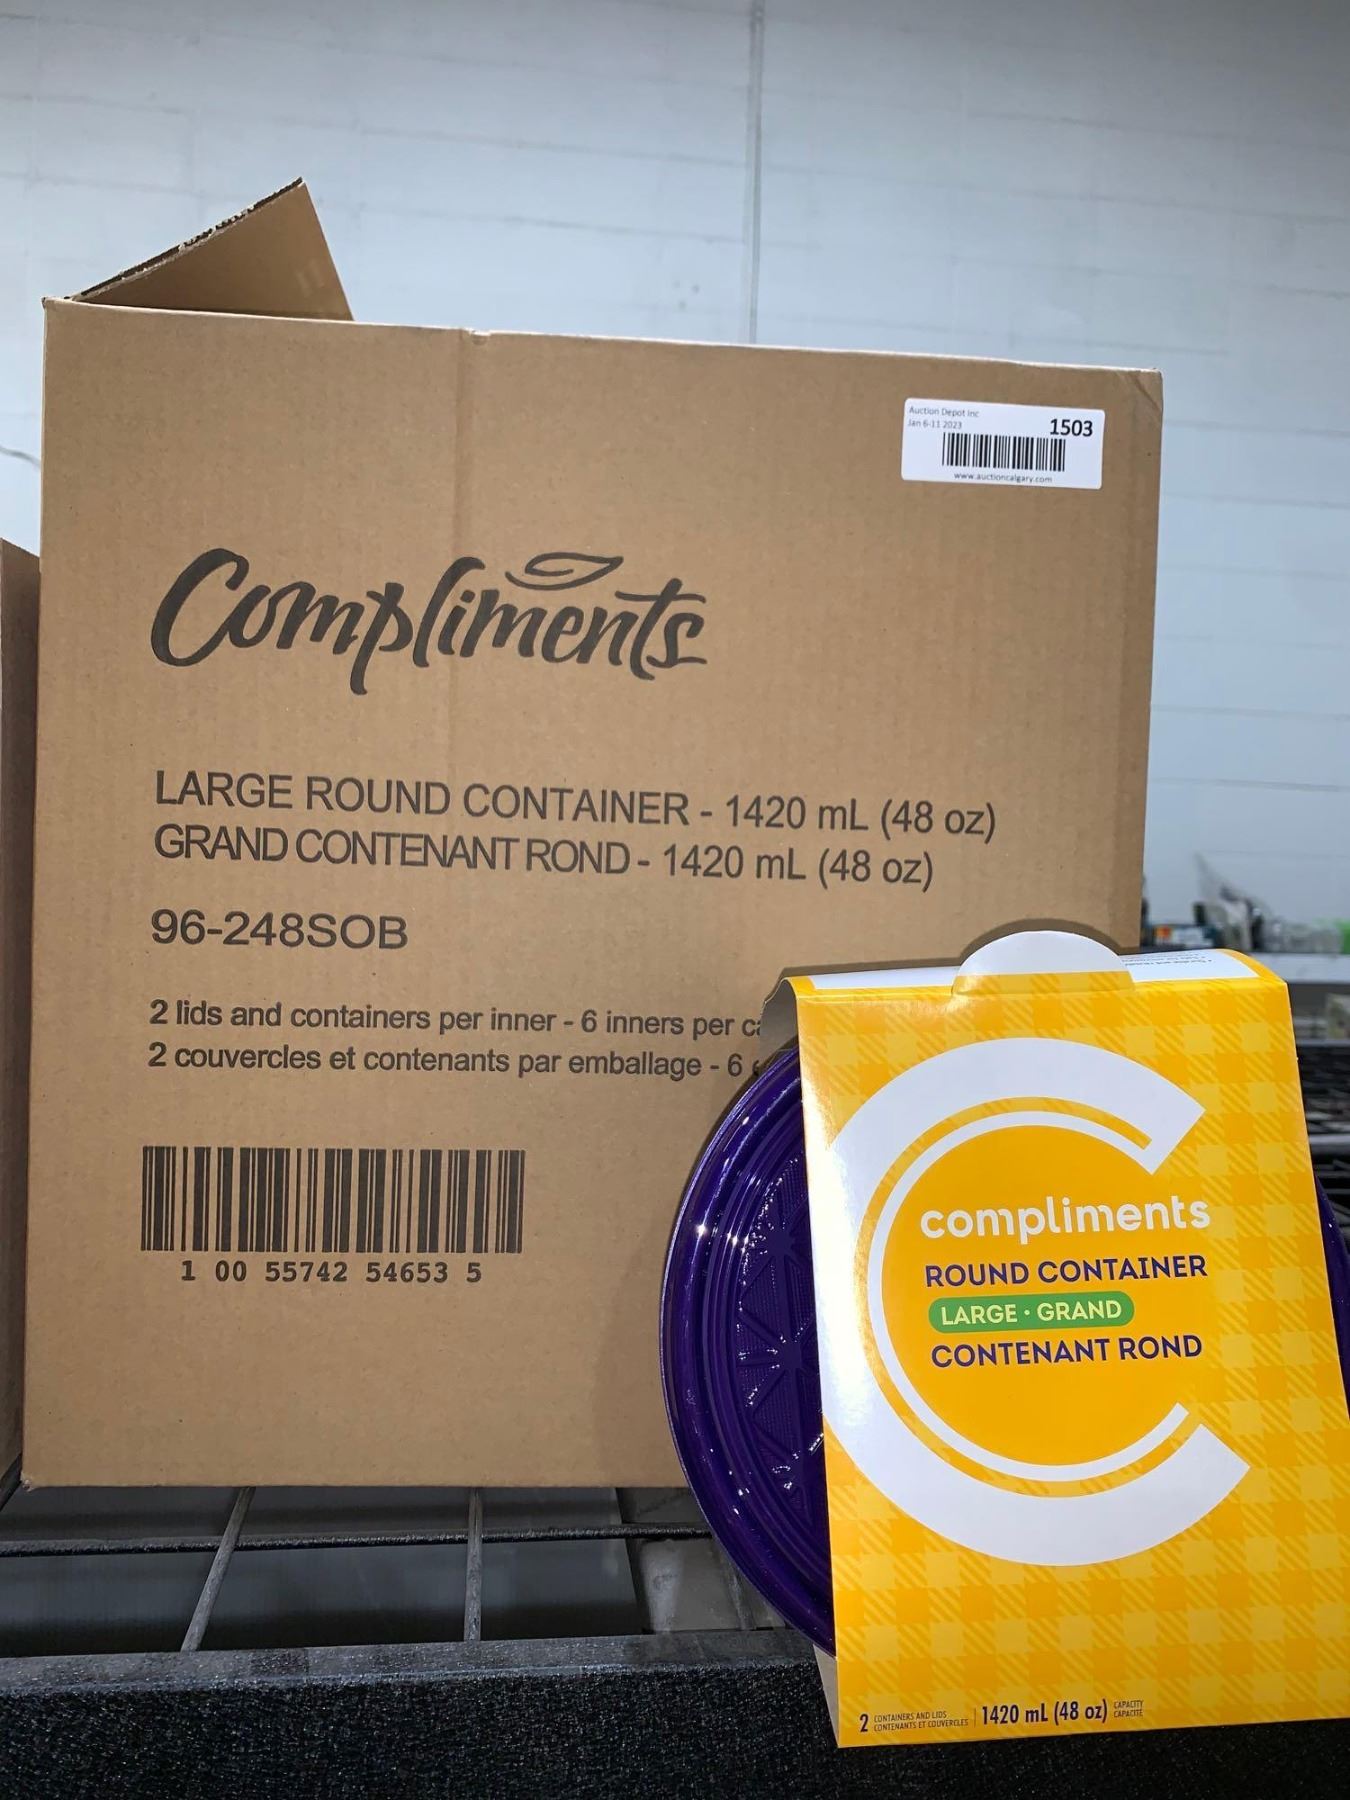 Auction Depot Inc
Jan 6-11 2023
1503
www.auctioncalgary.com
Compliments
LARGE ROUND CONTAINER - 1420 mL (48 oz)
GRAND CONTENANT ROND - 1420 mL (48 oz)
96-248SOB
2 lids and containers per inner - 6 inners per
2 couvercles et contenants par emballage - 6
1 00 55742 54653 5
compliments
ROUND CONTAINER
LARGE · GRAND
CONTENANT ROND
2 CONTAINERS AND LIDS
CONTENANTS ET COUVERCLES
1420 mL (48 oz) CAPACITY
CAPACITÉ